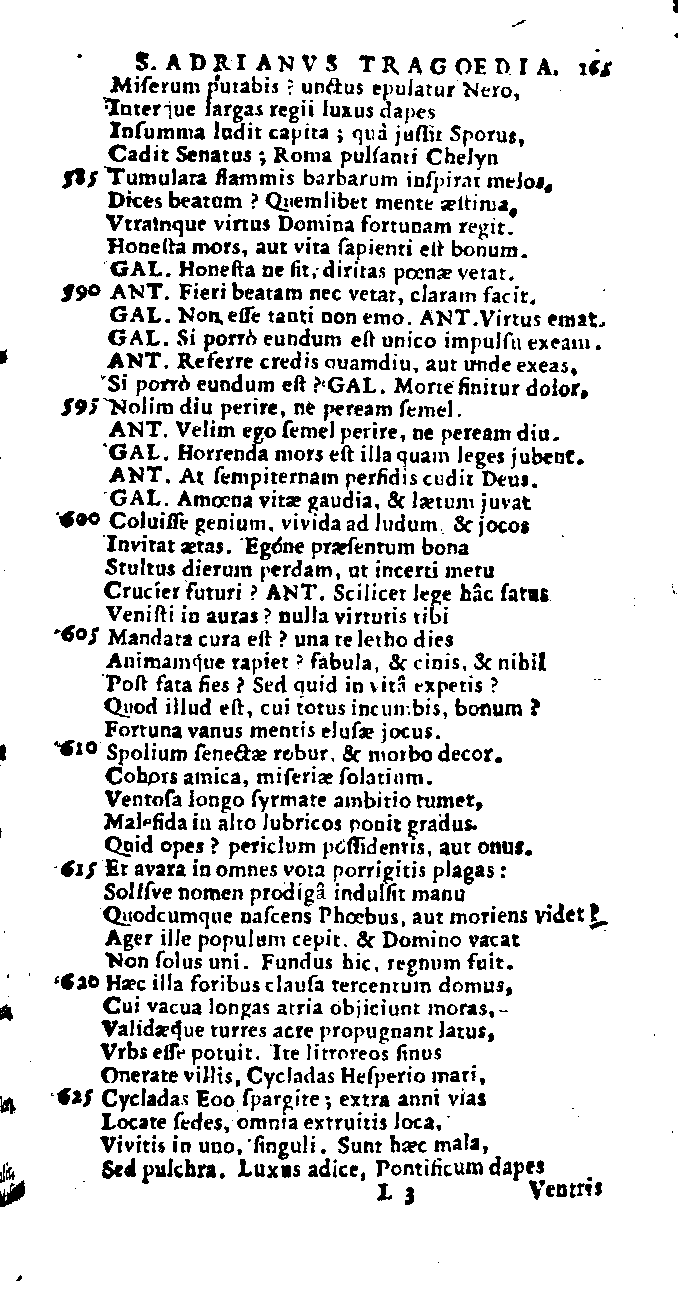 S. ADRIANVS TRAGOEDIA. 165
Miſerum putabis ? unctus epulatur Nero,
Interque largas regii luxus dapes
Inſumma ludit capita ; quâ juſſit Sporus,
Cadit Senatus ; Roma pulſanti Chelyn
585 Tumulata flammis barbarum inſpirat melos,
Dices beatum ? Quemlibet mente æſtima,
Vtramque virtus Domina fortunam regit.
Honeſta mors, aut vita ſapienti eſt bonum.
GAL. Honeſta ne ſit, diritas pœnæ vetat.
590 ANT. Fieri beatam nec vetat, claram facit.
GAL. Non eſſe tanti non emo. ANT. Virtus emat.
GAL. Si porrò eundum eſt unico impulſu exeam.
ANT. Referre credis quamdiu, aut unde exeas,
Si porrò eundum eſt ? GAL. Morte finitur dolor,
595 Nolim diu perire, ne peream ſemel.
ANT. Velim ego ſemel perire, ne peream diu.
GAL. Horrenda mors eſt illa quam leges jubent.
ANT. At ſempiternam perfidis cudit Deus.
GAL. Amœna vitæ gaudia, & lætum juvat
600 Coluiſſe genium, vivida ad ludum, & jocos
Invitat ætas. Egóne præſentum bona
Stultus dierum perdam, ut incerti metu
Crucier futuri ? ANT. Scilicet lege hâc ſatus
Veniſti in auras ? nulla virtutis tibi
605 Mandata cura eſt ? una te letho dies
Animamque rapiet ? fabula, & cinis, & nihil
Poſt fata fies ? Sed quid in vitâ expetis ?
Quod illud eſt, cui totus incumbis, bonum ?
Fortuna vanus mentis eluſæ jocus.
610 Spolium ſenectæ robur, & morbo decor.
Cohors amica, miſeriæ ſolatium.
Ventoſa longo ſyrmate ambitio tumet,
Malefida in alto lubricos ponit gradus.
Quid opes ? periclum poſſidentis, aut onus.
615 Et avara in omnes vota porrigitis plagas :
Soliſve nomen prodigâ indulſit manu
Quodcumque naſcens Phœbus, aut moriens videt ?
Ager ille populum cepit, & Domino vacat
Non ſolus uni. Fundus hic, regnum fuit.
620 Hæc illa foribus clauſa tercentum domus,
Cui vacua longas atria objiciunt moras,
Validæque turres acre propugnant latus,
Vrbs eſſe potuit. Ite littoreos ſinus
Onerate villis, Cycladas Heſperio mari,
625 Cycladas Eoo ſpargite ; extra anni vias
Locate ſedes, omnia extruitis loca,
Vivitis in uno, ſinguli. Sunt hæc mala,
Sed pulchra. Luxus adice, Pontificum dapes
L 3 Ventris